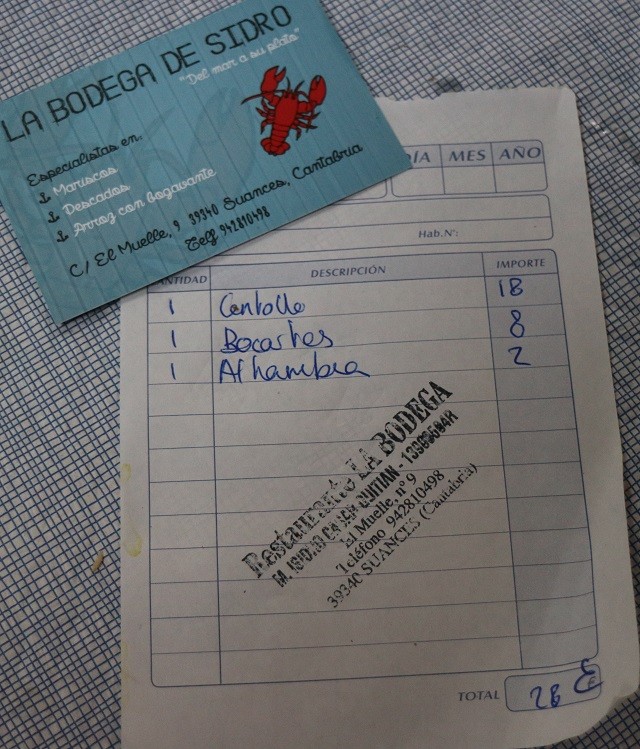 LA BODEGA DE SIDRO
"Del mar a su plato"
Especialistas en:
Mariscos
Pescados
Arroz con bogavante
C/ El Muelle, 9 39340 Suances, Cantabria
Telf 942810498
DÍA MES AÑO
Hab. N.º:
CANTIDAD DESCRIPCIÓN IMPORTE
1 Centollo 18
1 Bocartes 8
1 Alhambra 2
Restaurante LA BODEGA
El Muelle nº 9
Teléfono 942810498
39340 SUANCES (Cantabria)
TOTAL 28 €